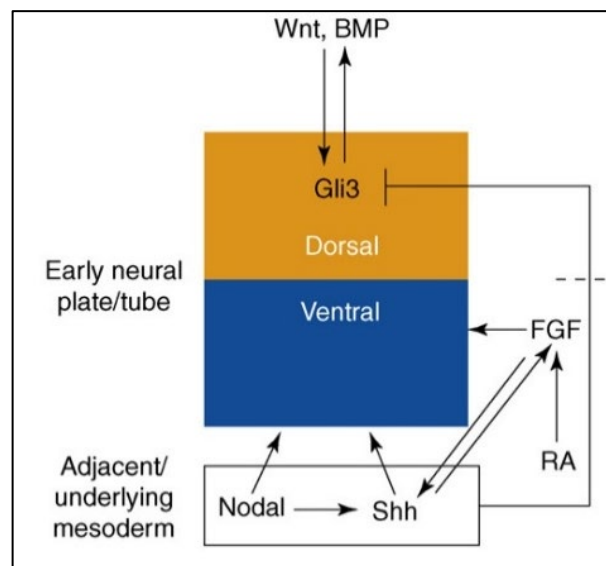 Wnt, BMP
Gli3
Dorsal
Early neural
plate/tube
Ventral
FGF
Adjacent/
underlying
mesoderm
RA
Nodal
Shh